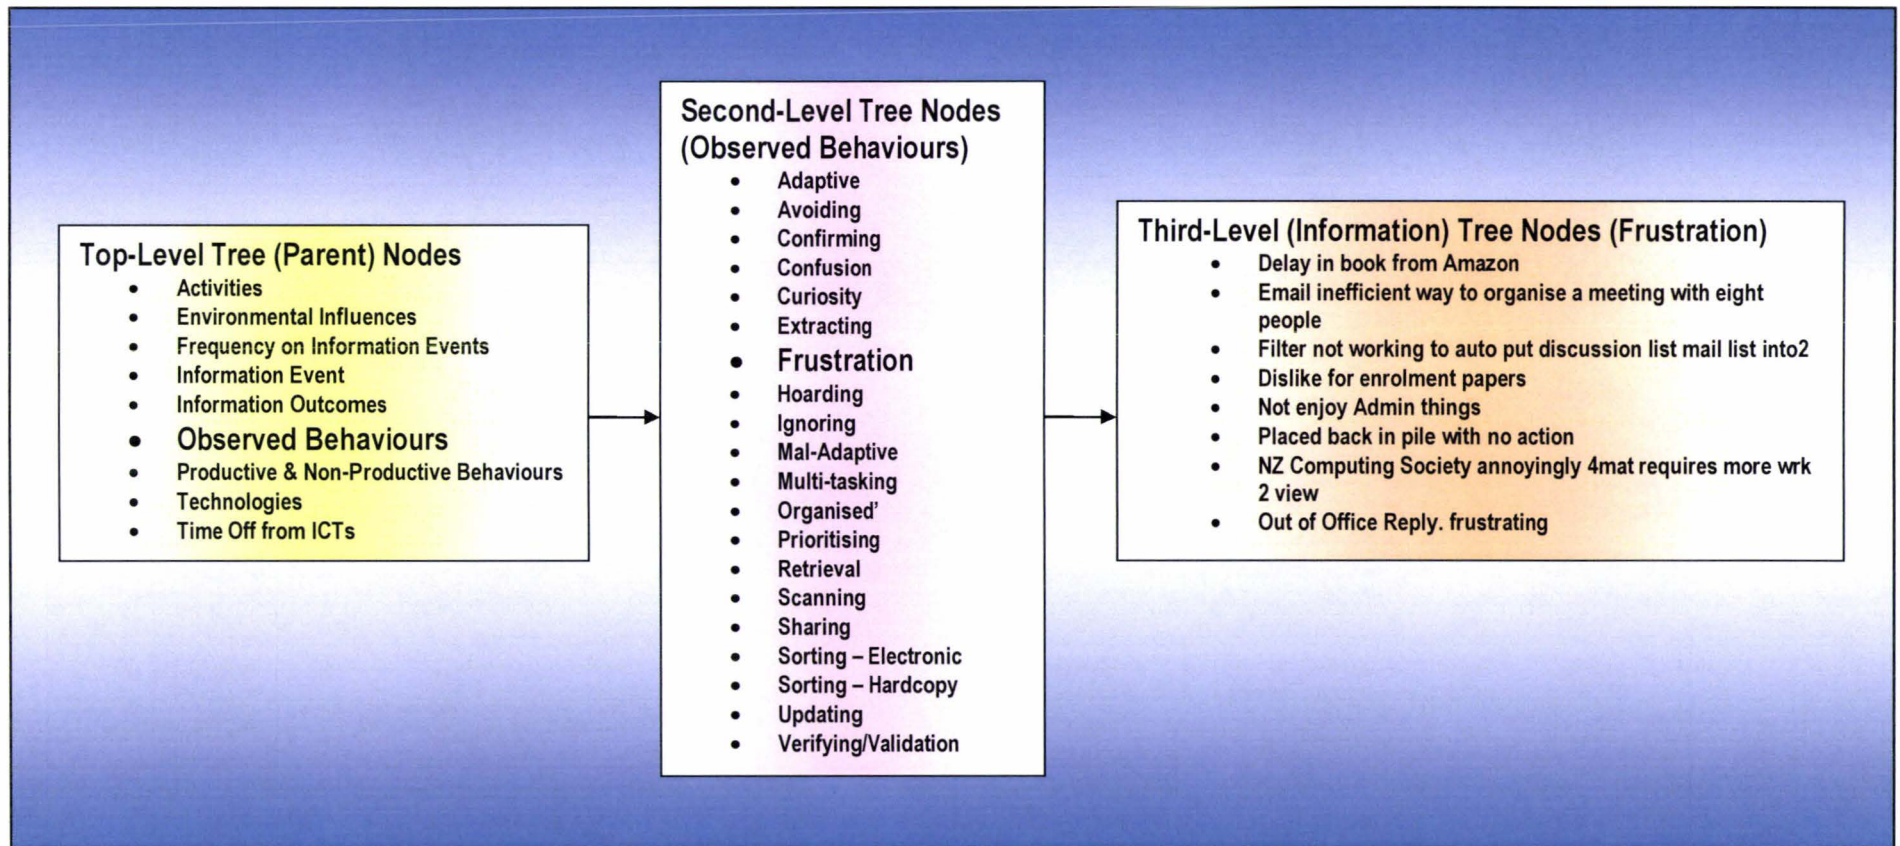 Top-Level Tree (Parent) Nodes
• Activities
• Environmental Influences
• Frequency on Information Events
• Information Event
• Information Outcomes
• Observed Behaviours
• Productive & Non-Productive Behaviours
• Technologies
• Time Off from ICTs
Second-Level Tree Nodes
(Observed Behaviours)
• Adaptive
• Avoiding
• Confirming
• Confusion
• Curiosity
• Extracting
• Frustration
• Hoarding
• Ignoring
• Mal-Adaptive
• Multi-tasking
• Organised’
• Prioritising
• Retrieval
• Scanning
• Sharing
• Sorting – Electronic
• Sorting – Hardcopy
• Updating
• Verifying/Validation
Third-Level (Information) Tree Nodes (Frustration)
• Delay in book from Amazon
• Email inefficient way to organise a meeting with eight
people
• Filter not working to auto put discussion list mail list into2
• Dislike for enrolment papers
• Not enjoy Admin things
• Placed back in pile with no action
• NZ Computing Society annoyingly 4mat requires more wrk
2 view
• Out of Office Reply. frustrating